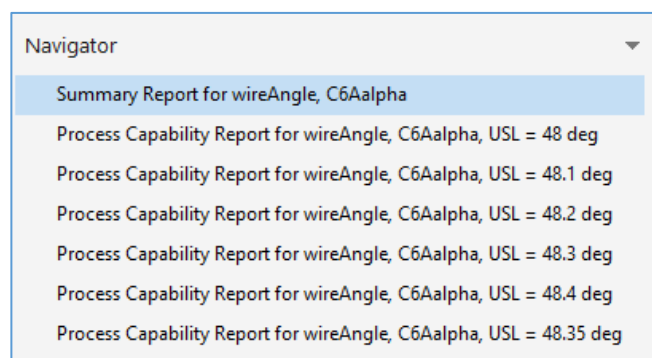 Navigator
Summary Report for wireAngle, C6Aalpha
Process Capability Report for wireAngle, C6Aalpha, USL = 48 deg
Process Capability Report for wireAngle, C6Aalpha, USL = 48.1 deg
Process Capability Report for wireAngle, C6Aalpha, USL = 48.2 deg
Process Capability Report for wireAngle, C6Aalpha, USL = 48.3 deg
Process Capability Report for wireAngle, C6Aalpha, USL = 48.4 deg
Process Capability Report for wireAngle, C6Aalpha, USL = 48.35 deg